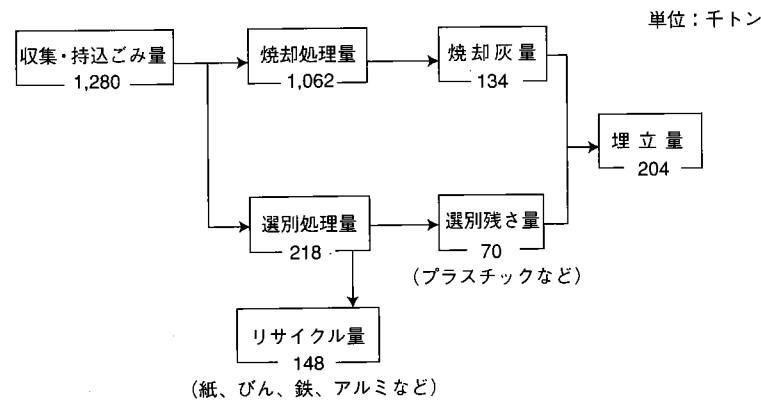 単位：千トン
収集・持込ごみ量
1,280
焼却処理量
1,062
焼却灰量
134
埋立量
204
選別処理量
218
選別残さ量
70
（プラスチックなど）
リサイクル量
148
（紙、びん、鉄、アルミなど）